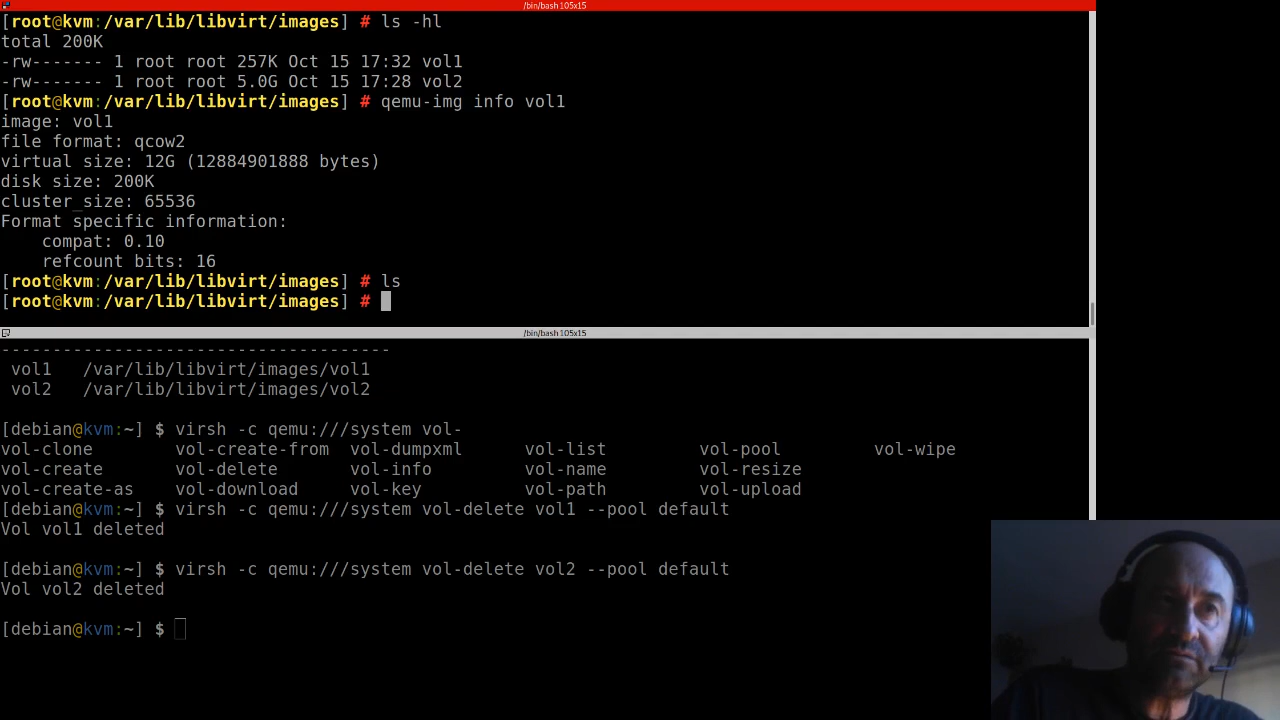 /bin/bash 105x15
[root@kvm:/var/lib/libvirt/images] # ls -hl
total 200K
-rw------- 1 root root 257K Oct 15 17:32 vol1
-rw------- 1 root root 5.0G Oct 15 17:28 vol2
[root@kvm:/var/lib/libvirt/images] # qemu-img info vol1
image: vol1
file format: qcow2
virtual size: 12G (12884901888 bytes)
disk size: 200K
cluster_size: 65536
Format specific information:
    compat: 0.10
    refcount bits: 16
[root@kvm:/var/lib/libvirt/images] # ls
[root@kvm:/var/lib/libvirt/images] #
/bin/bash 105x15
--------------------------------------
 vol1   /var/lib/libvirt/images/vol1
 vol2   /var/lib/libvirt/images/vol2
[debian@kvm:~] $ virsh -c qemu:///system vol-
vol-clone        vol-create-from  vol-dumpxml      vol-list         vol-pool         vol-wipe
vol-create       vol-delete       vol-info         vol-name         vol-resize
vol-create-as    vol-download     vol-key          vol-path         vol-upload
[debian@kvm:~] $ virsh -c qemu:///system vol-delete vol1 --pool default
Vol vol1 deleted
[debian@kvm:~] $ virsh -c qemu:///system vol-delete vol2 --pool default
Vol vol2 deleted
[debian@kvm:~] $